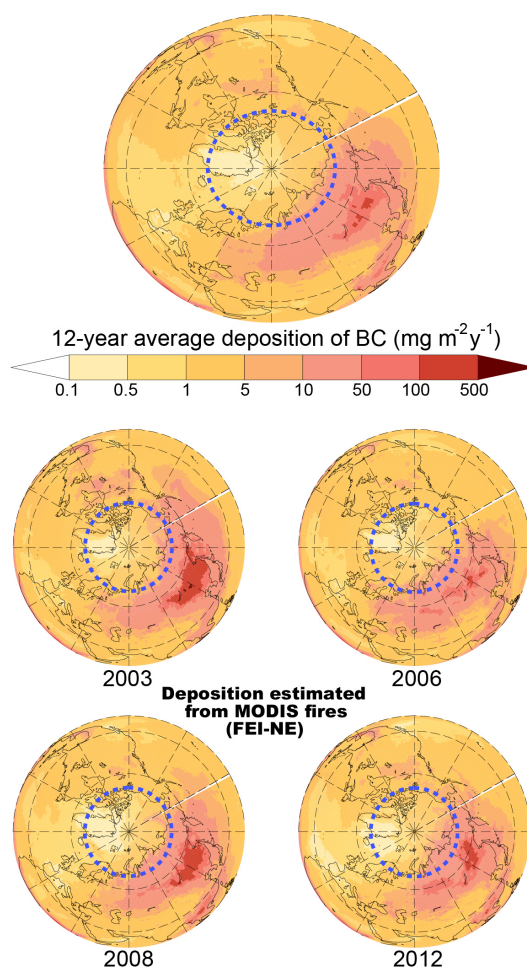 12-year average deposition of BC (mg m⁻²y⁻¹)
0.1 0.5 1 5 10 50 100 500
2003 2006
Deposition estimated
from MODIS fires
(FEI-NE)
2008 2012